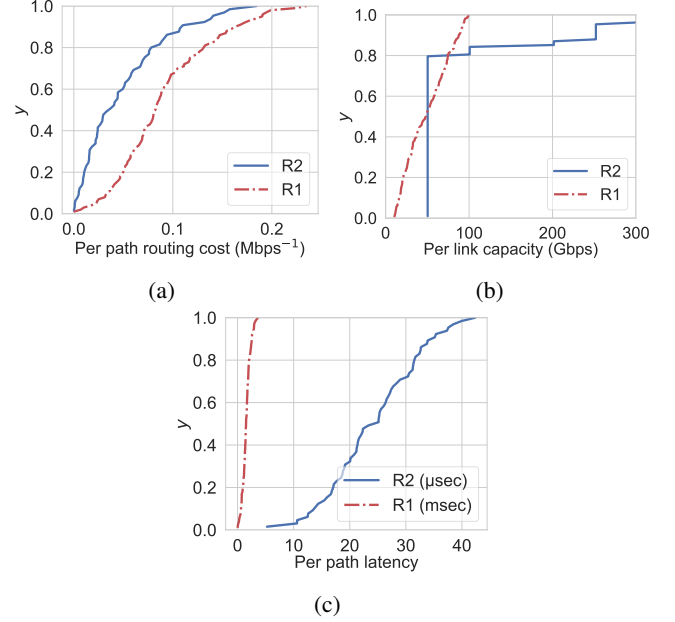 1.0
0.8
0.6
0.4
0.2
0.0
y
R2
R1
0.0 0.1 0.2
Per path routing cost (Mbps⁻¹)
(a)
1.0
0.8
0.6
0.4
0.2
0.0
y
R2
R1
0 100 200 300
Per link capacity (Gbps)
(b)
1.0
0.8
0.6
0.4
0.2
0.0
y
R2 (μsec)
R1 (msec)
0 10 20 30 40
Per path latency
(c)